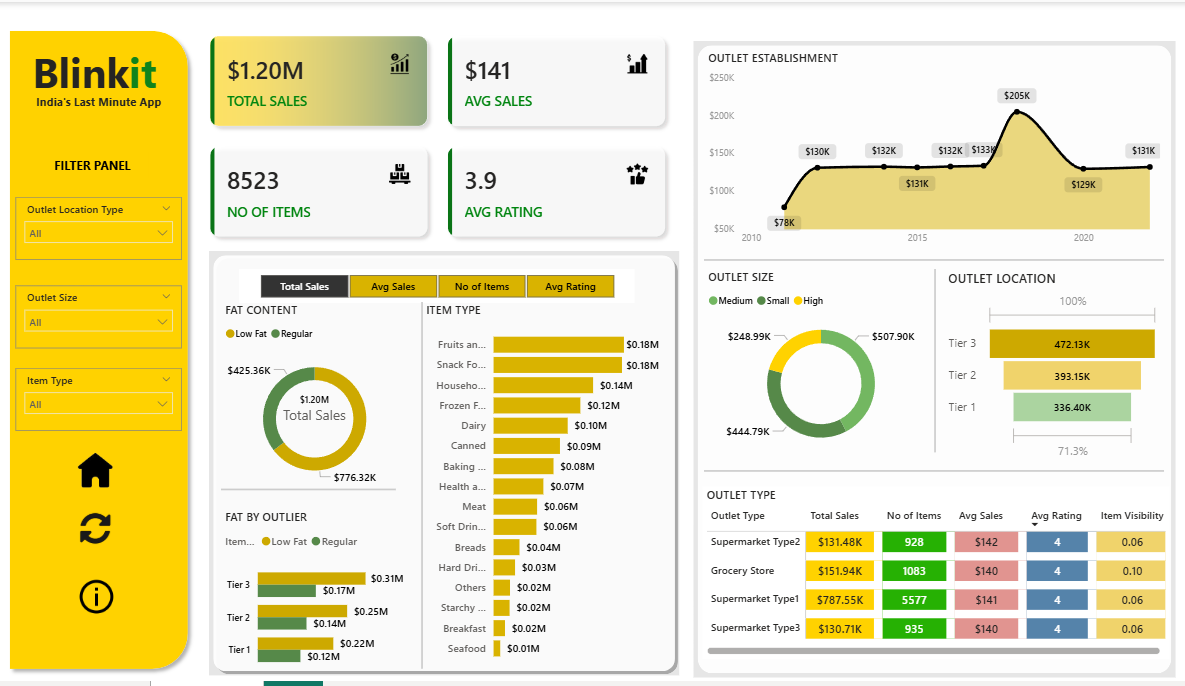 Blinkit
India's Last Minute App
FILTER PANEL
Outlet Location Type
All
Outlet Size
All
Item Type
All
$1.20M
TOTAL SALES
$141
AVG SALES
8523
NO OF ITEMS
3.9
AVG RATING
Total Sales Avg Sales No of Items Avg Rating
FAT CONTENT
Low Fat Regular
$425.36K
$1.20M
Total Sales
$776.32K
FAT BY OUTLIER
Item... Low Fat Regular
Tier 3 $0.31M
$0.17M
Tier 2 $0.25M
$0.14M
Tier 1 $0.22M
$0.12M
ITEM TYPE
Fruits an... $0.18M
Snack Fo... $0.18M
Househo... $0.14M
Frozen F... $0.12M
Dairy $0.10M
Canned $0.09M
Baking ... $0.08M
Health a... $0.07M
Meat $0.06M
Soft Drin... $0.06M
Breads $0.04M
Hard Dri... $0.03M
Others $0.02M
Starchy ... $0.02M
Breakfast $0.02M
Seafood $0.01M
OUTLET ESTABLISHMENT
$250K
$200K
$150K
$100K
$50K
$78K
$130K
$132K
$131K
$132K
$133K
$205K
$129K
$131K
2010 2015 2020
OUTLET SIZE
Medium Small High
$248.99K
$507.90K
$444.79K
OUTLET LOCATION
100%
Tier 3 472.13K
Tier 2 393.15K
Tier 1 336.40K
71.3%
OUTLET TYPE
Outlet Type Total Sales No of Items Avg Sales Avg Rating Item Visibility
Supermarket Type2 $131.48K 928 $142 4 0.06
Grocery Store $151.94K 1083 $140 4 0.10
Supermarket Type1 $787.55K 5577 $141 4 0.06
Supermarket Type3 $130.71K 935 $140 4 0.06